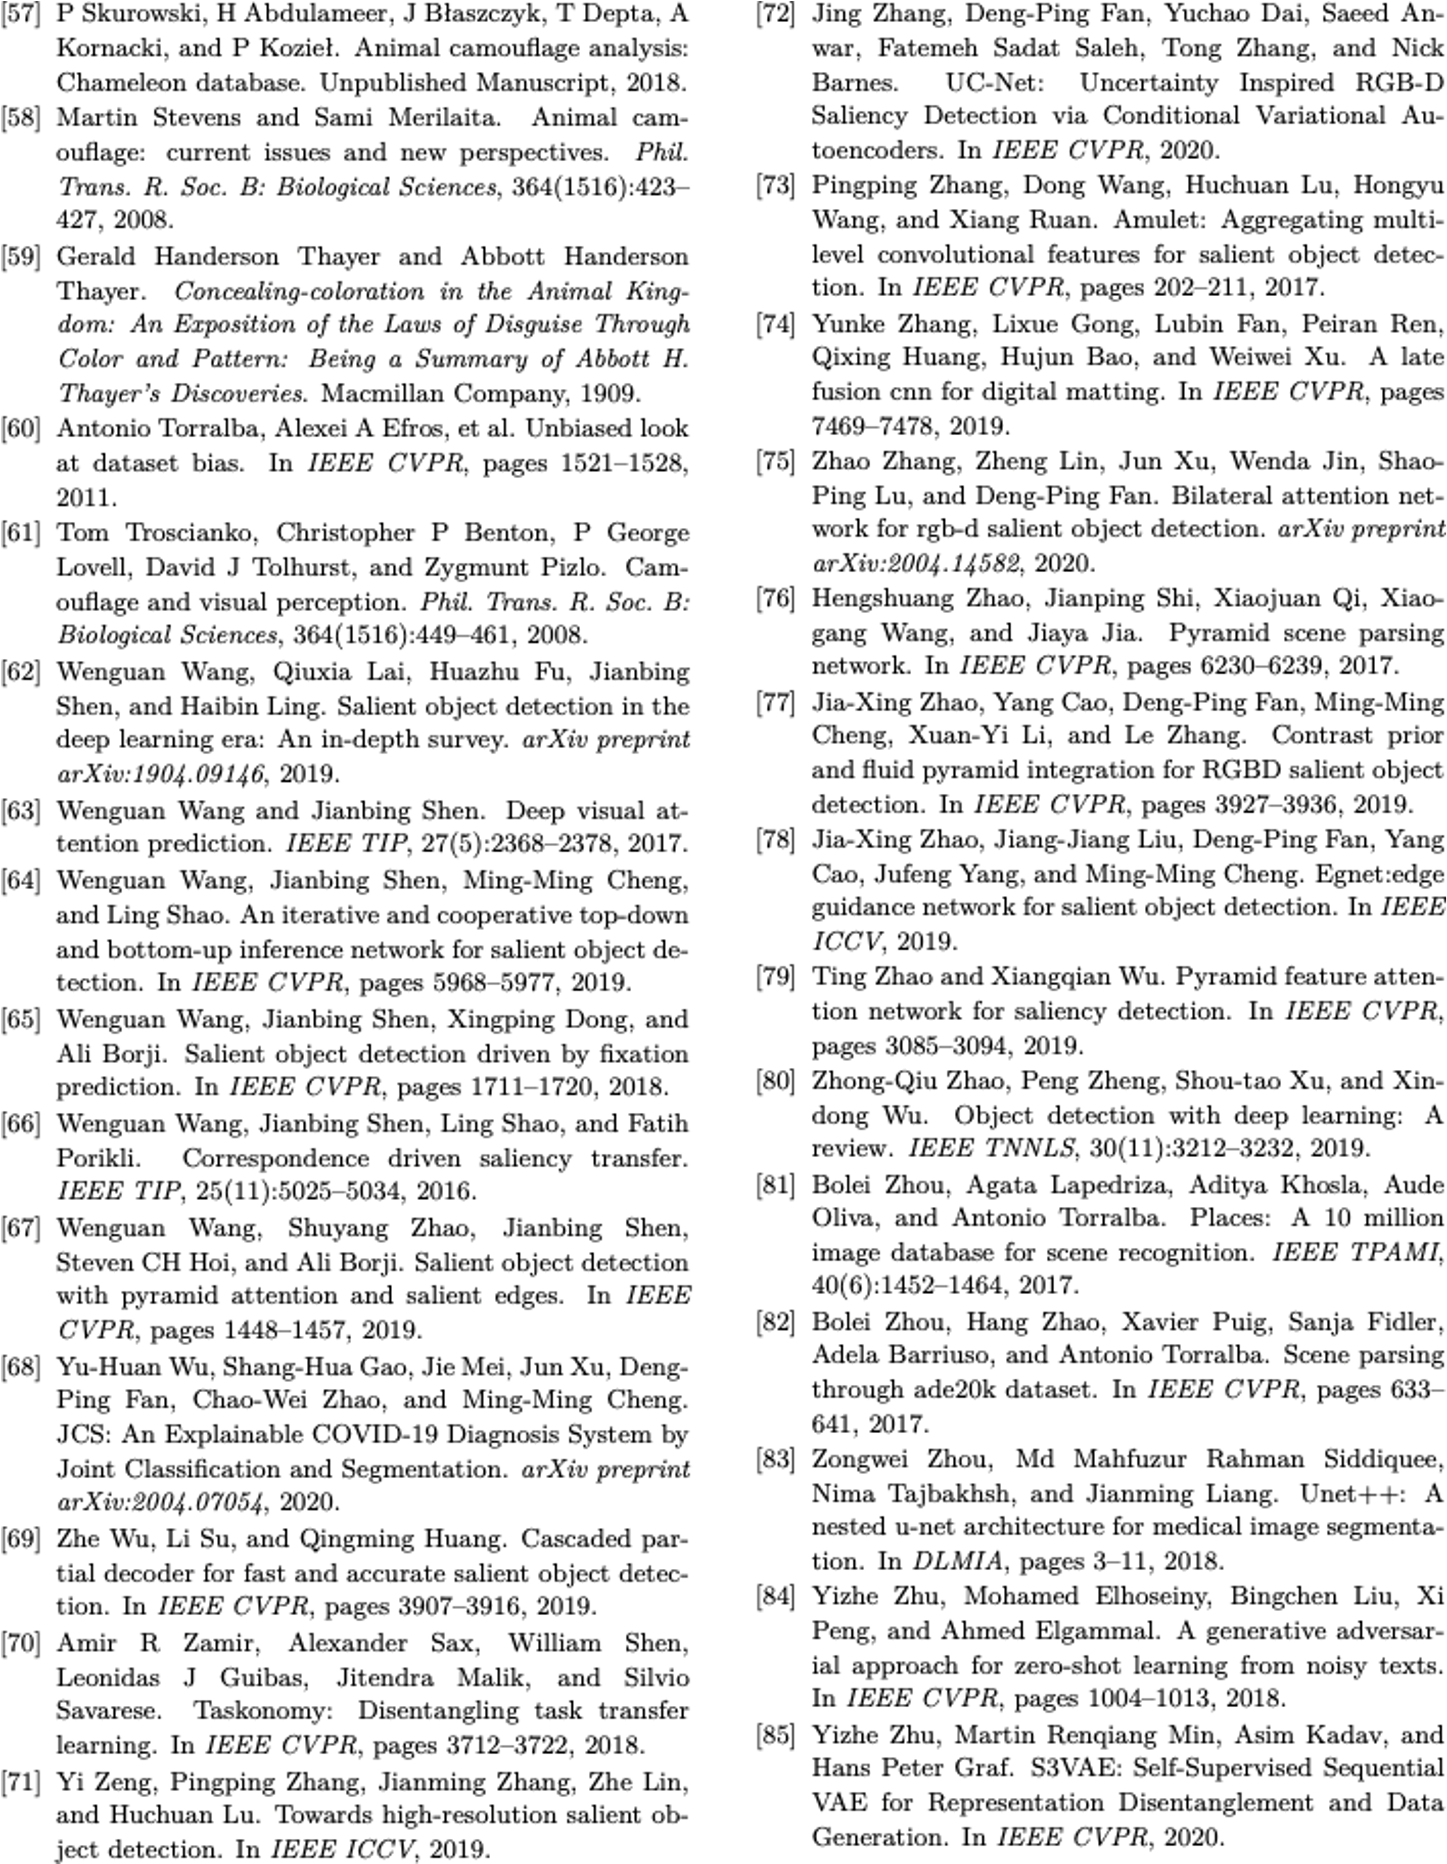 [57] P Skurowski, H Abdulameer, J Błaszczyk, T Depta, A
Kornacki, and P Kozieł. Animal camouflage analysis:
Chameleon database. Unpublished Manuscript, 2018.
[58] Martin Stevens and Sami Merilaita. Animal cam-
ouflage: current issues and new perspectives. Phil.
Trans. R. Soc. B: Biological Sciences, 364(1516):423–
427, 2008.
[59] Gerald Handerson Thayer and Abbott Handerson
Thayer. Concealing-coloration in the Animal King-
dom: An Exposition of the Laws of Disguise Through
Color and Pattern: Being a Summary of Abbott H.
Thayer's Discoveries. Macmillan Company, 1909.
[60] Antonio Torralba, Alexei A Efros, et al. Unbiased look
at dataset bias. In IEEE CVPR, pages 1521–1528,
2011.
[61] Tom Troscianko, Christopher P Benton, P George
Lovell, David J Tolhurst, and Zygmunt Pizlo. Cam-
ouflage and visual perception. Phil. Trans. R. Soc. B:
Biological Sciences, 364(1516):449–461, 2008.
[62] Wenguan Wang, Qiuxia Lai, Huazhu Fu, Jianbing
Shen, and Haibin Ling. Salient object detection in the
deep learning era: An in-depth survey. arXiv preprint
arXiv:1904.09146, 2019.
[63] Wenguan Wang and Jianbing Shen. Deep visual at-
tention prediction. IEEE TIP, 27(5):2368–2378, 2017.
[64] Wenguan Wang, Jianbing Shen, Ming-Ming Cheng,
and Ling Shao. An iterative and cooperative top-down
and bottom-up inference network for salient object de-
tection. In IEEE CVPR, pages 5968–5977, 2019.
[65] Wenguan Wang, Jianbing Shen, Xingping Dong, and
Ali Borji. Salient object detection driven by fixation
prediction. In IEEE CVPR, pages 1711–1720, 2018.
[66] Wenguan Wang, Jianbing Shen, Ling Shao, and Fatih
Porikli. Correspondence driven saliency transfer.
IEEE TIP, 25(11):5025–5034, 2016.
[67] Wenguan Wang, Shuyang Zhao, Jianbing Shen,
Steven CH Hoi, and Ali Borji. Salient object detection
with pyramid attention and salient edges. In IEEE
CVPR, pages 1448–1457, 2019.
[68] Yu-Huan Wu, Shang-Hua Gao, Jie Mei, Jun Xu, Deng-
Ping Fan, Chao-Wei Zhao, and Ming-Ming Cheng.
JCS: An Explainable COVID-19 Diagnosis System by
Joint Classification and Segmentation. arXiv preprint
arXiv:2004.07054, 2020.
[69] Zhe Wu, Li Su, and Qingming Huang. Cascaded par-
tial decoder for fast and accurate salient object detec-
tion. In IEEE CVPR, pages 3907–3916, 2019.
[70] Amir R Zamir, Alexander Sax, William Shen,
Leonidas J Guibas, Jitendra Malik, and Silvio
Savarese. Taskonomy: Disentangling task transfer
learning. In IEEE CVPR, pages 3712–3722, 2018.
[71] Yi Zeng, Pingping Zhang, Jianming Zhang, Zhe Lin,
and Huchuan Lu. Towards high-resolution salient ob-
ject detection. In IEEE ICCV, 2019.
[72] Jing Zhang, Deng-Ping Fan, Yuchao Dai, Saeed An-
war, Fatemeh Sadat Saleh, Tong Zhang, and Nick
Barnes. UC-Net: Uncertainty Inspired RGB-D
Saliency Detection via Conditional Variational Au-
toencoders. In IEEE CVPR, 2020.
[73] Pingping Zhang, Dong Wang, Huchuan Lu, Hongyu
Wang, and Xiang Ruan. Amulet: Aggregating multi-
level convolutional features for salient object detec-
tion. In IEEE CVPR, pages 202–211, 2017.
[74] Yunke Zhang, Lixue Gong, Lubin Fan, Peiran Ren,
Qixing Huang, Hujun Bao, and Weiwei Xu. A late
fusion cnn for digital matting. In IEEE CVPR, pages
7469–7478, 2019.
[75] Zhao Zhang, Zheng Lin, Jun Xu, Wenda Jin, Shao-
Ping Lu, and Deng-Ping Fan. Bilateral attention net-
work for rgb-d salient object detection. arXiv preprint
arXiv:2004.14582, 2020.
[76] Hengshuang Zhao, Jianping Shi, Xiaojuan Qi, Xiao-
gang Wang, and Jiaya Jia. Pyramid scene parsing
network. In IEEE CVPR, pages 6230–6239, 2017.
[77] Jia-Xing Zhao, Yang Cao, Deng-Ping Fan, Ming-Ming
Cheng, Xuan-Yi Li, and Le Zhang. Contrast prior
and fluid pyramid integration for RGBD salient object
detection. In IEEE CVPR, pages 3927–3936, 2019.
[78] Jia-Xing Zhao, Jiang-Jiang Liu, Deng-Ping Fan, Yang
Cao, Jufeng Yang, and Ming-Ming Cheng. Egnet:edge
guidance network for salient object detection. In IEEE
ICCV, 2019.
[79] Ting Zhao and Xiangqian Wu. Pyramid feature atten-
tion network for saliency detection. In IEEE CVPR,
pages 3085–3094, 2019.
[80] Zhong-Qiu Zhao, Peng Zheng, Shou-tao Xu, and Xin-
dong Wu. Object detection with deep learning: A
review. IEEE TNNLS, 30(11):3212–3232, 2019.
[81] Bolei Zhou, Agata Lapedriza, Aditya Khosla, Aude
Oliva, and Antonio Torralba. Places: A 10 million
image database for scene recognition. IEEE TPAMI,
40(6):1452–1464, 2017.
[82] Bolei Zhou, Hang Zhao, Xavier Puig, Sanja Fidler,
Adela Barriuso, and Antonio Torralba. Scene parsing
through ade20k dataset. In IEEE CVPR, pages 633–
641, 2017.
[83] Zongwei Zhou, Md Mahfuzur Rahman Siddiquee,
Nima Tajbakhsh, and Jianming Liang. Unet++: A
nested u-net architecture for medical image segmenta-
tion. In DLMIA, pages 3–11, 2018.
[84] Yizhe Zhu, Mohamed Elhoseiny, Bingchen Liu, Xi
Peng, and Ahmed Elgammal. A generative adversar-
ial approach for zero-shot learning from noisy texts.
In IEEE CVPR, pages 1004–1013, 2018.
[85] Yizhe Zhu, Martin Renqiang Min, Asim Kadav, and
Hans Peter Graf. S3VAE: Self-Supervised Sequential
VAE for Representation Disentanglement and Data
Generation. In IEEE CVPR, 2020.